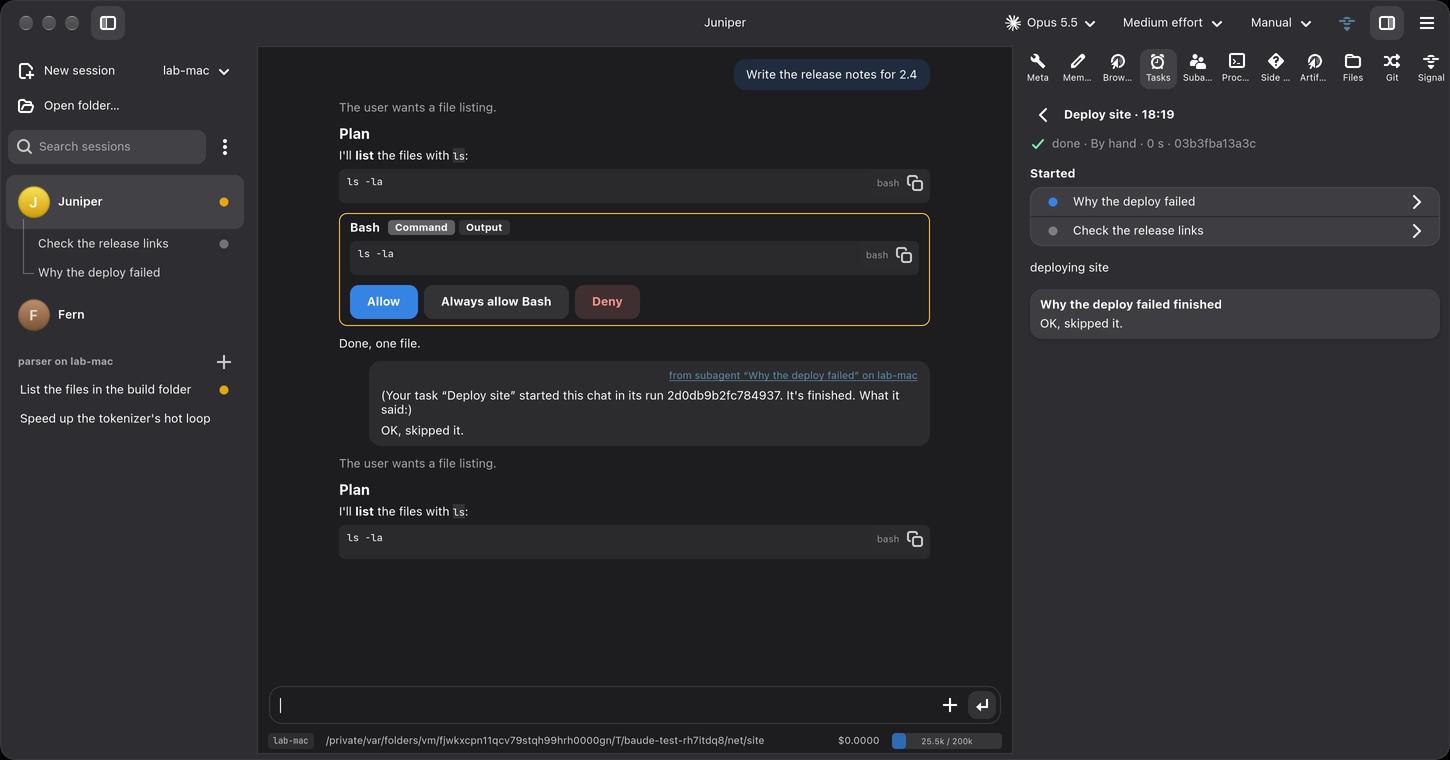 Juniper
Opus 5.5
Medium effort
Manual
New session
lab-mac
Open folder...
Search sessions
J
Juniper
Check the release links
Why the deploy failed
F
Fern
parser on lab-mac
List the files in the build folder
Speed up the tokenizer's hot loop
Write the release notes for 2.4
The user wants a file listing.
Plan
I'll list the files with ls:
ls -la
bash
Bash
Command
Output
ls -la
bash
Allow
Always allow Bash
Deny
Done, one file.
from subagent “Why the deploy failed” on lab-mac
(Your task “Deploy site” started this chat in its run 2d0db9b2fc784937. It's finished. What it
said:)
OK, skipped it.
The user wants a file listing.
Plan
I'll list the files with ls:
ls -la
bash
lab-mac
/private/var/folders/vm/fjwkxcpn11qcv79stqh99hrh0000gn/T/baude-test-rh7itdq8/net/site
$0.0000
25.5k / 200k
Meta
Mem...
Brow...
Tasks
Suba...
Proc...
Side ...
Artif...
Files
Git
Signal
Deploy site · 18:19
done · By hand · 0 s · 03b3fba13a3c
Started
Why the deploy failed
Check the release links
deploying site
Why the deploy failed finished
OK, skipped it.